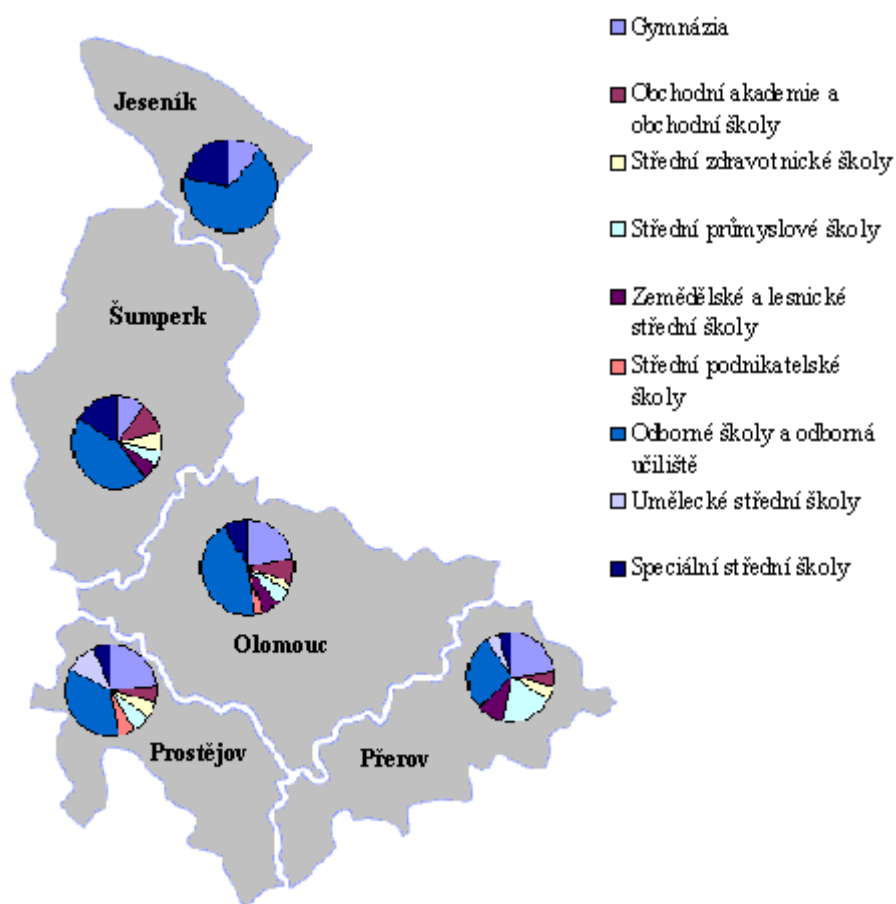 Jeseník
Šumperk
Olomouc
Prostějov
Přerov
Gymnázia
Obchodní akademie a
obchodní školy
Střední zdravotnické školy
Střední průmyslové školy
Zemědělské a lesnické
střední školy
Střední podnikatelské
školy
Odborné školy a odborná
učiliště
Umělecké střední školy
Speciální střední školy